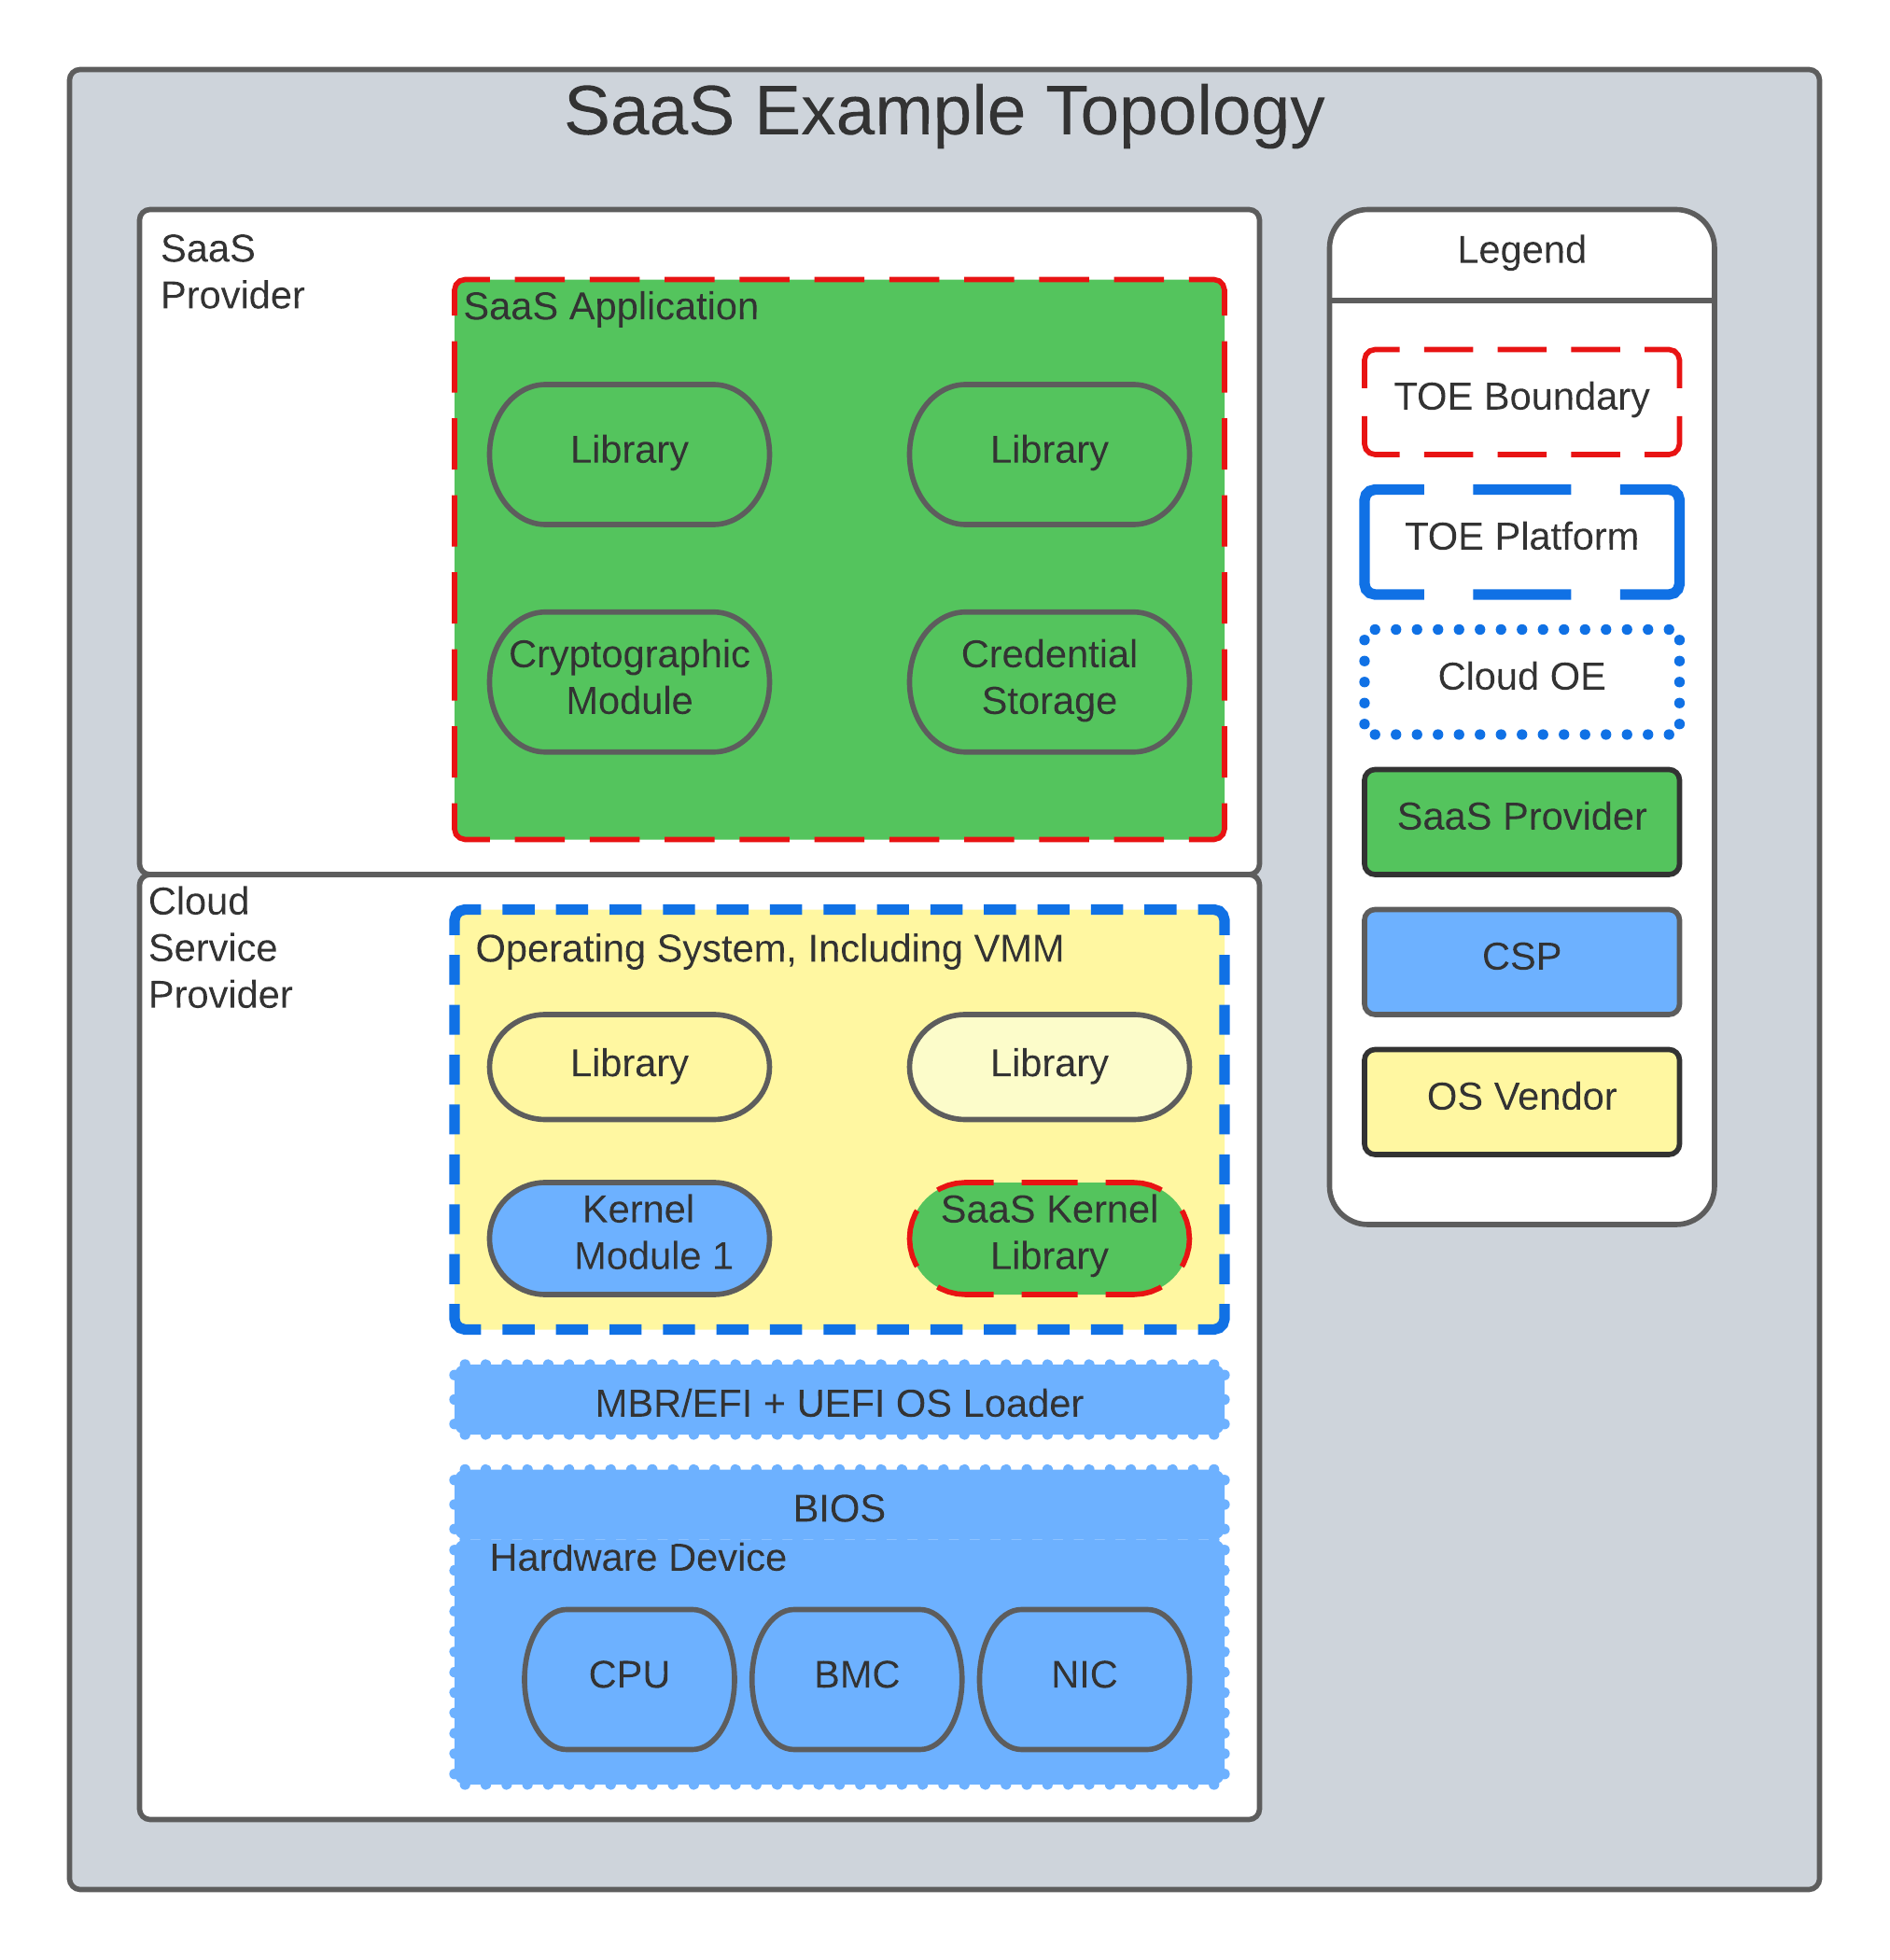 SaaS Example Topology
SaaS
Provider
SaaS Application
Library
Library
Cryptographic
Module
Credential
Storage
Cloud
Service
Provider
Operating System, Including VMM
Library
Library
Kernel
Module 1
SaaS Kernel
Library
MBR/EFI + UEFI OS Loader
BIOS
Hardware Device
CPU
BMC
NIC
Legend
TOE Boundary
TOE Platform
Cloud OE
SaaS Provider
CSP
OS Vendor